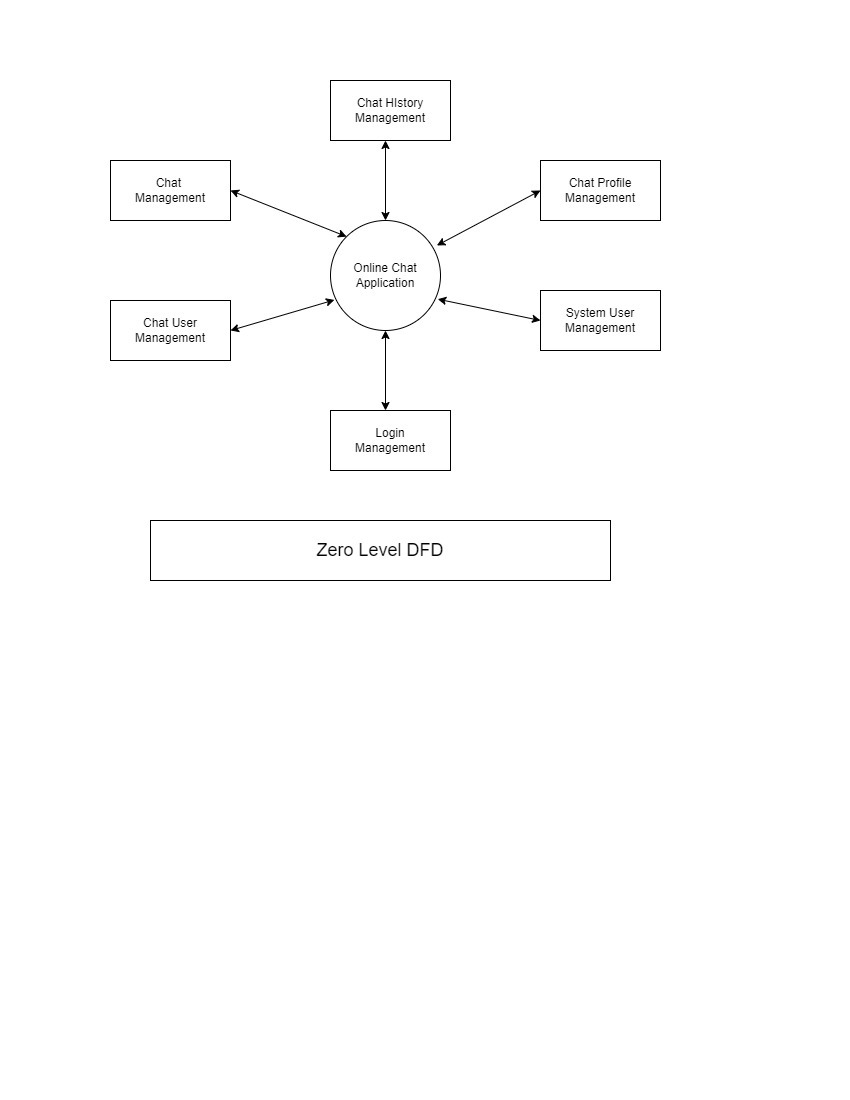 Chat HIstory
Management
Chat
Management
Chat Profile
Management
Online Chat
Application
Chat User
Management
System User
Management
Login
Management
Zero Level DFD